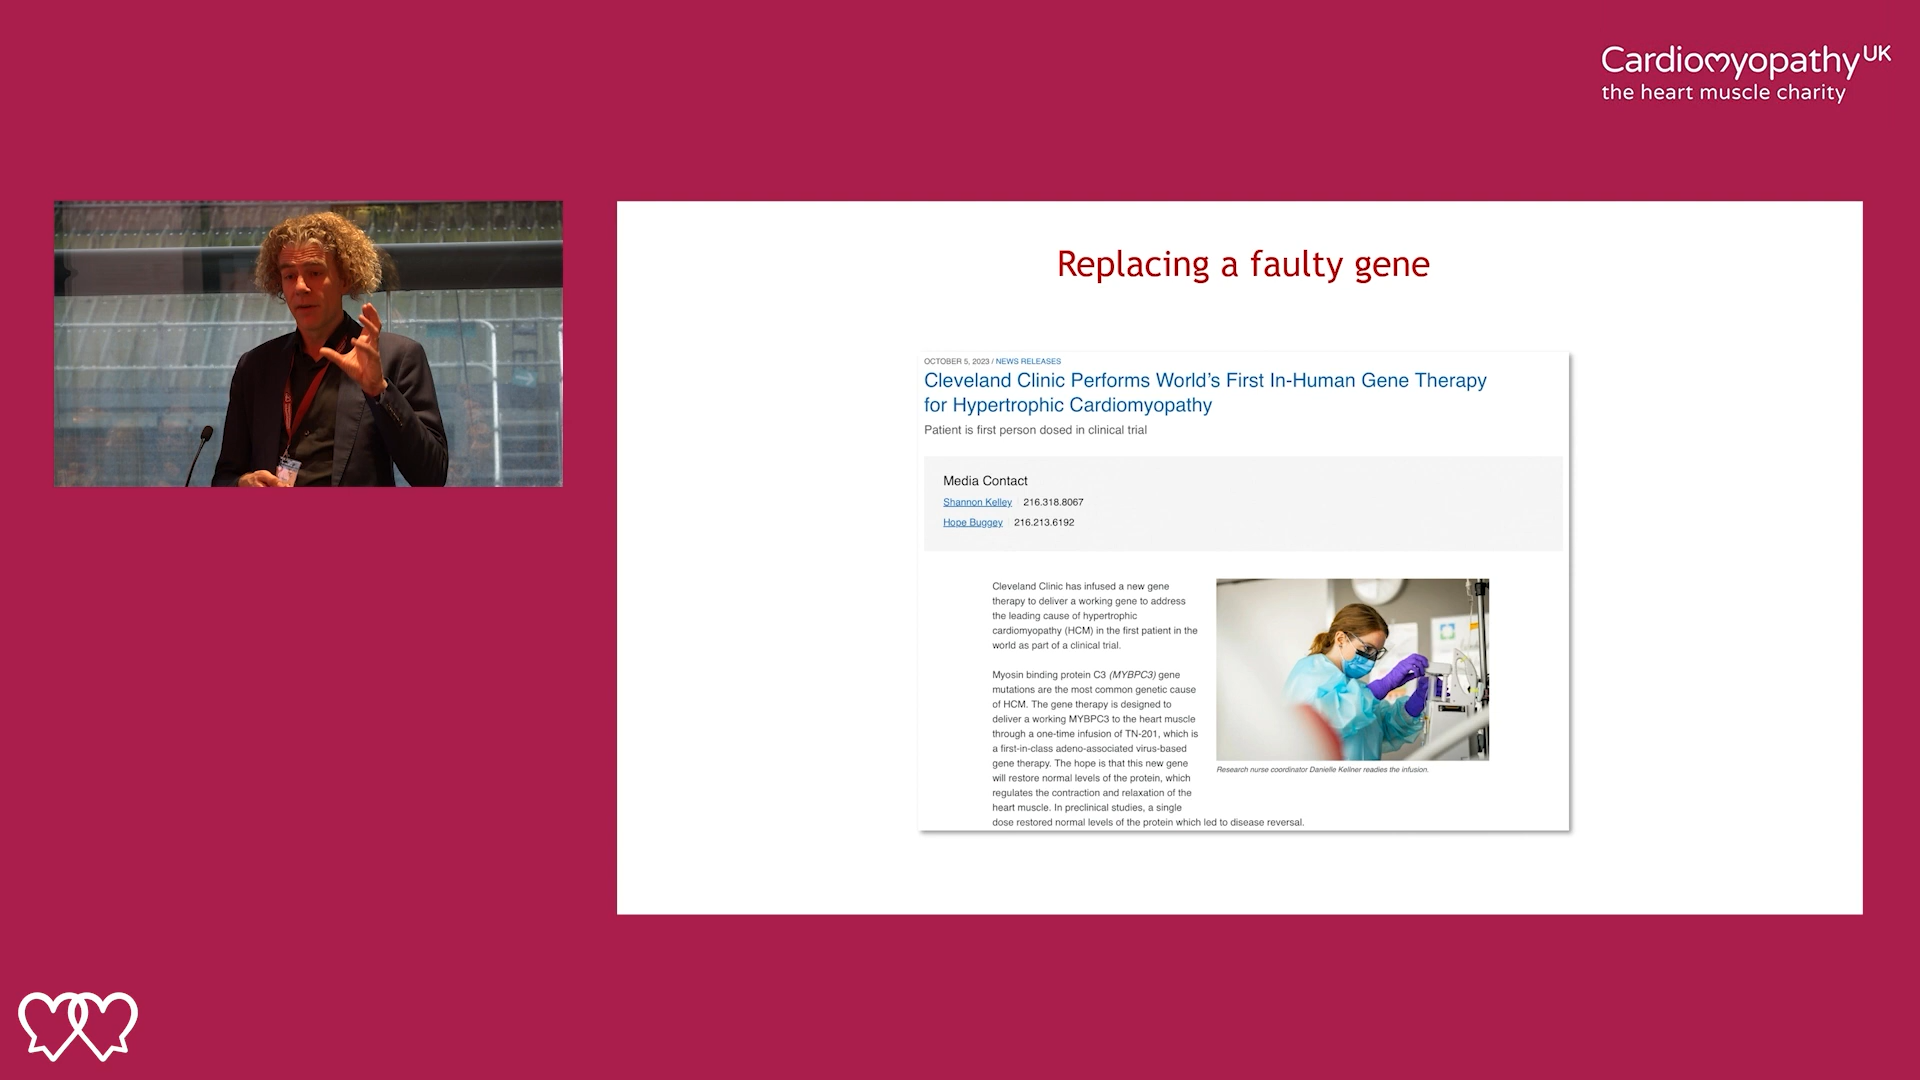 Cardiomyopathy UK
the heart muscle charity
Replacing a faulty gene
OCTOBER 5, 2023 / NEWS RELEASES
Cleveland Clinic Performs World’s First In-Human Gene Therapy
for Hypertrophic Cardiomyopathy
Patient is first person dosed in clinical trial
Media Contact
Shannon Kelley 216.318.8067
Hope Buggey 216.213.6192
Cleveland Clinic has infused a new gene
therapy to deliver a working gene to address
the leading cause of hypertrophic
cardiomyopathy (HCM) in the first patient in the
world as part of a clinical trial.
Myosin binding protein C3 (MYBPC3) gene
mutations are the most common genetic cause
of HCM. The gene therapy is designed to
deliver a working MYBPC3 to the heart muscle
through a one-time infusion of TN-201, which is
a first-in-class adeno-associated virus-based
gene therapy. The hope is that this new gene
will restore normal levels of the protein, which
regulates the contraction and relaxation of the
heart muscle. In preclinical studies, a single
dose restored normal levels of the protein which led to disease reversal.
Research nurse coordinator Danielle Kellner readies the infusion.